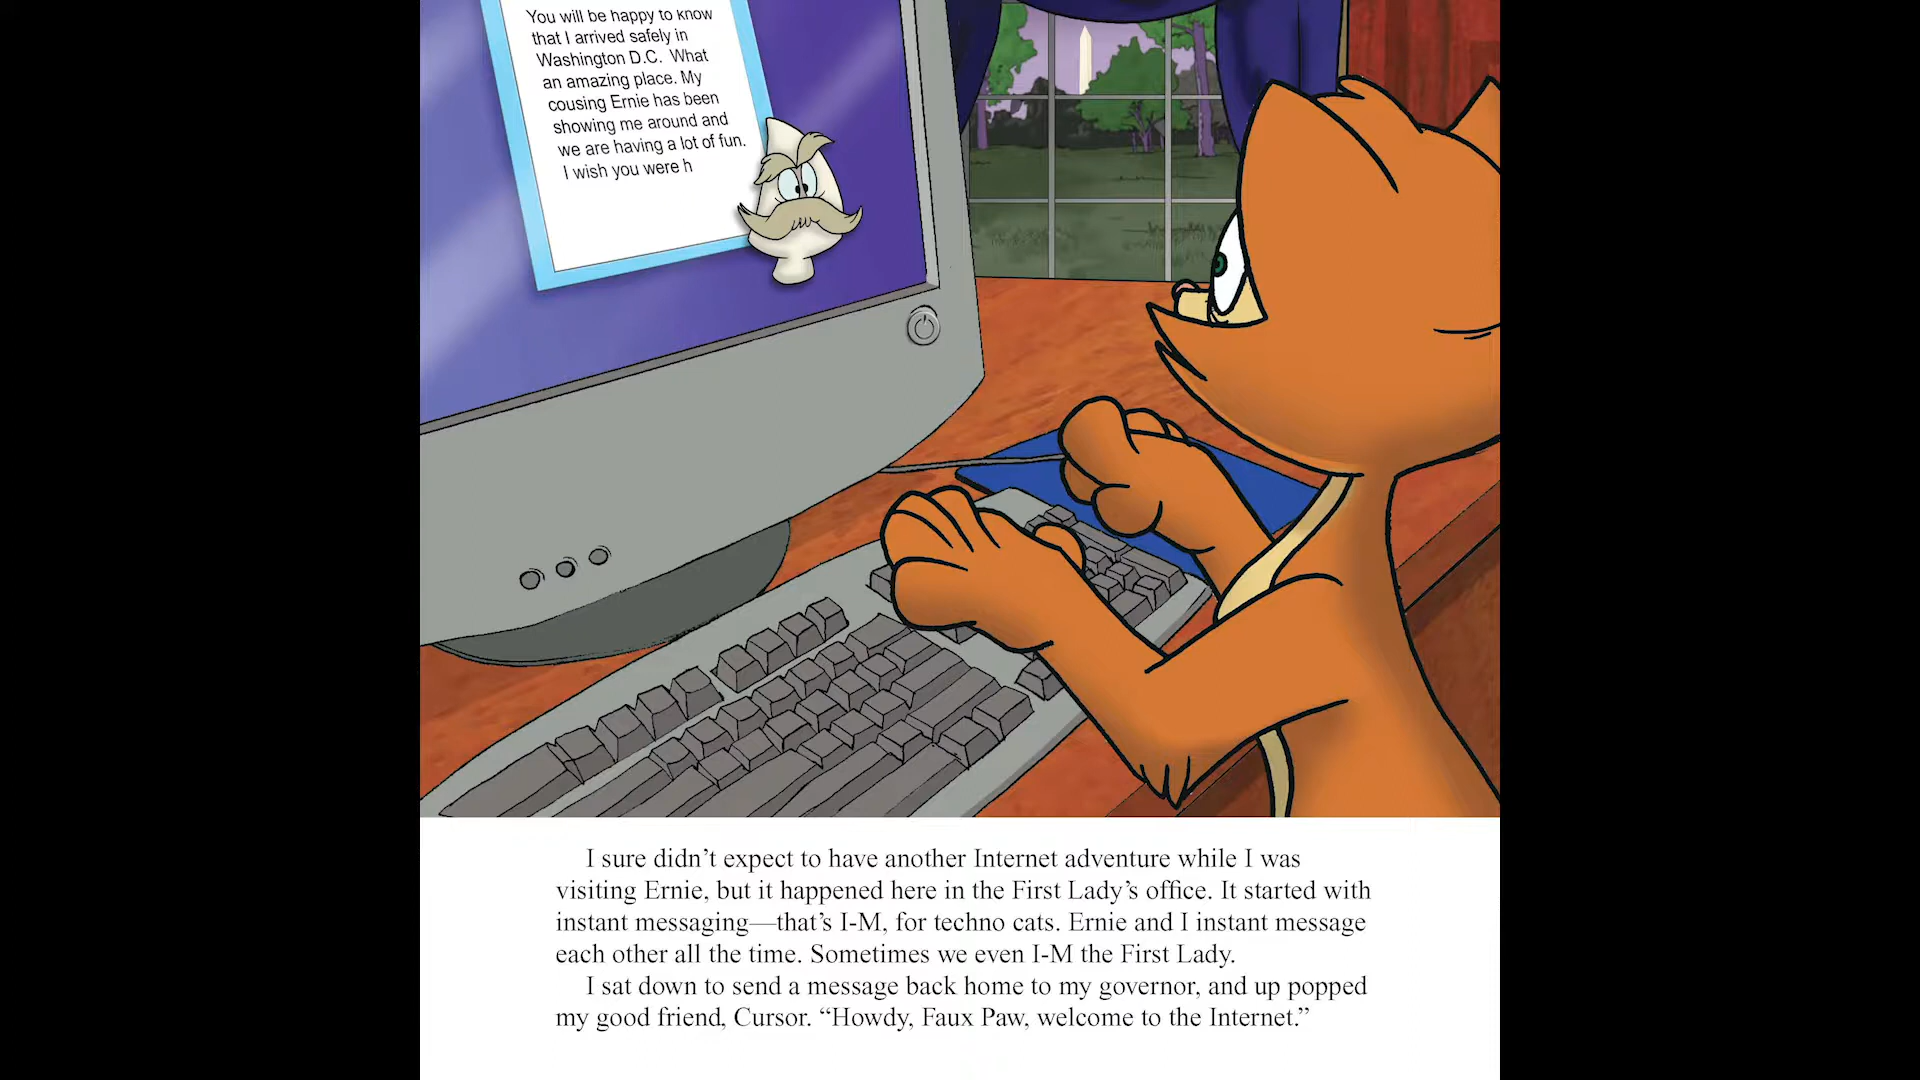 You will be happy to know
that I arrived safely in
Washington D.C. What
an amazing place. My
cousing Ernie has been
showing me around and
we are having a lot of fun.
I wish you were h
I sure didn’t expect to have another Internet adventure while I was
visiting Ernie, but it happened here in the First Lady’s office. It started with
instant messaging—that’s I-M, for techno cats. Ernie and I instant message
each other all the time. Sometimes we even I-M the First Lady.
I sat down to send a message back home to my governor, and up popped
my good friend, Cursor. “Howdy, Faux Paw, welcome to the Internet.”